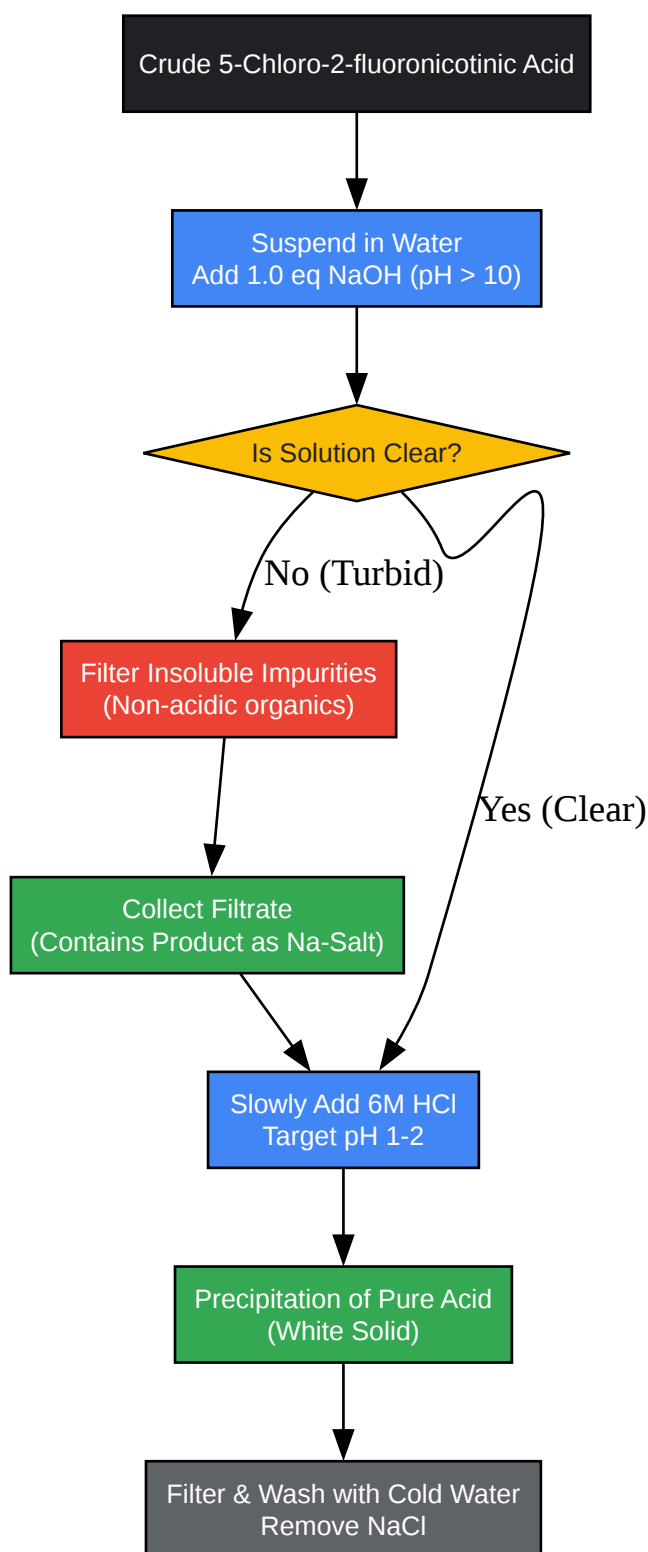 Crude 5-Chloro-2-fluoronicotinic Acid
Suspend in Water
Add 1.0 eq NaOH (pH > 10)
Is Solution Clear?
No (Turbid)
Filter Insoluble Impurities
(Non-acidic organics)
Yes (Clear)
Collect Filtrate
(Contains Product as Na-Salt)
Slowly Add 6M HCl
Target pH 1-2
Precipitation of Pure Acid
(White Solid)
Filter & Wash with Cold Water
Remove NaCl